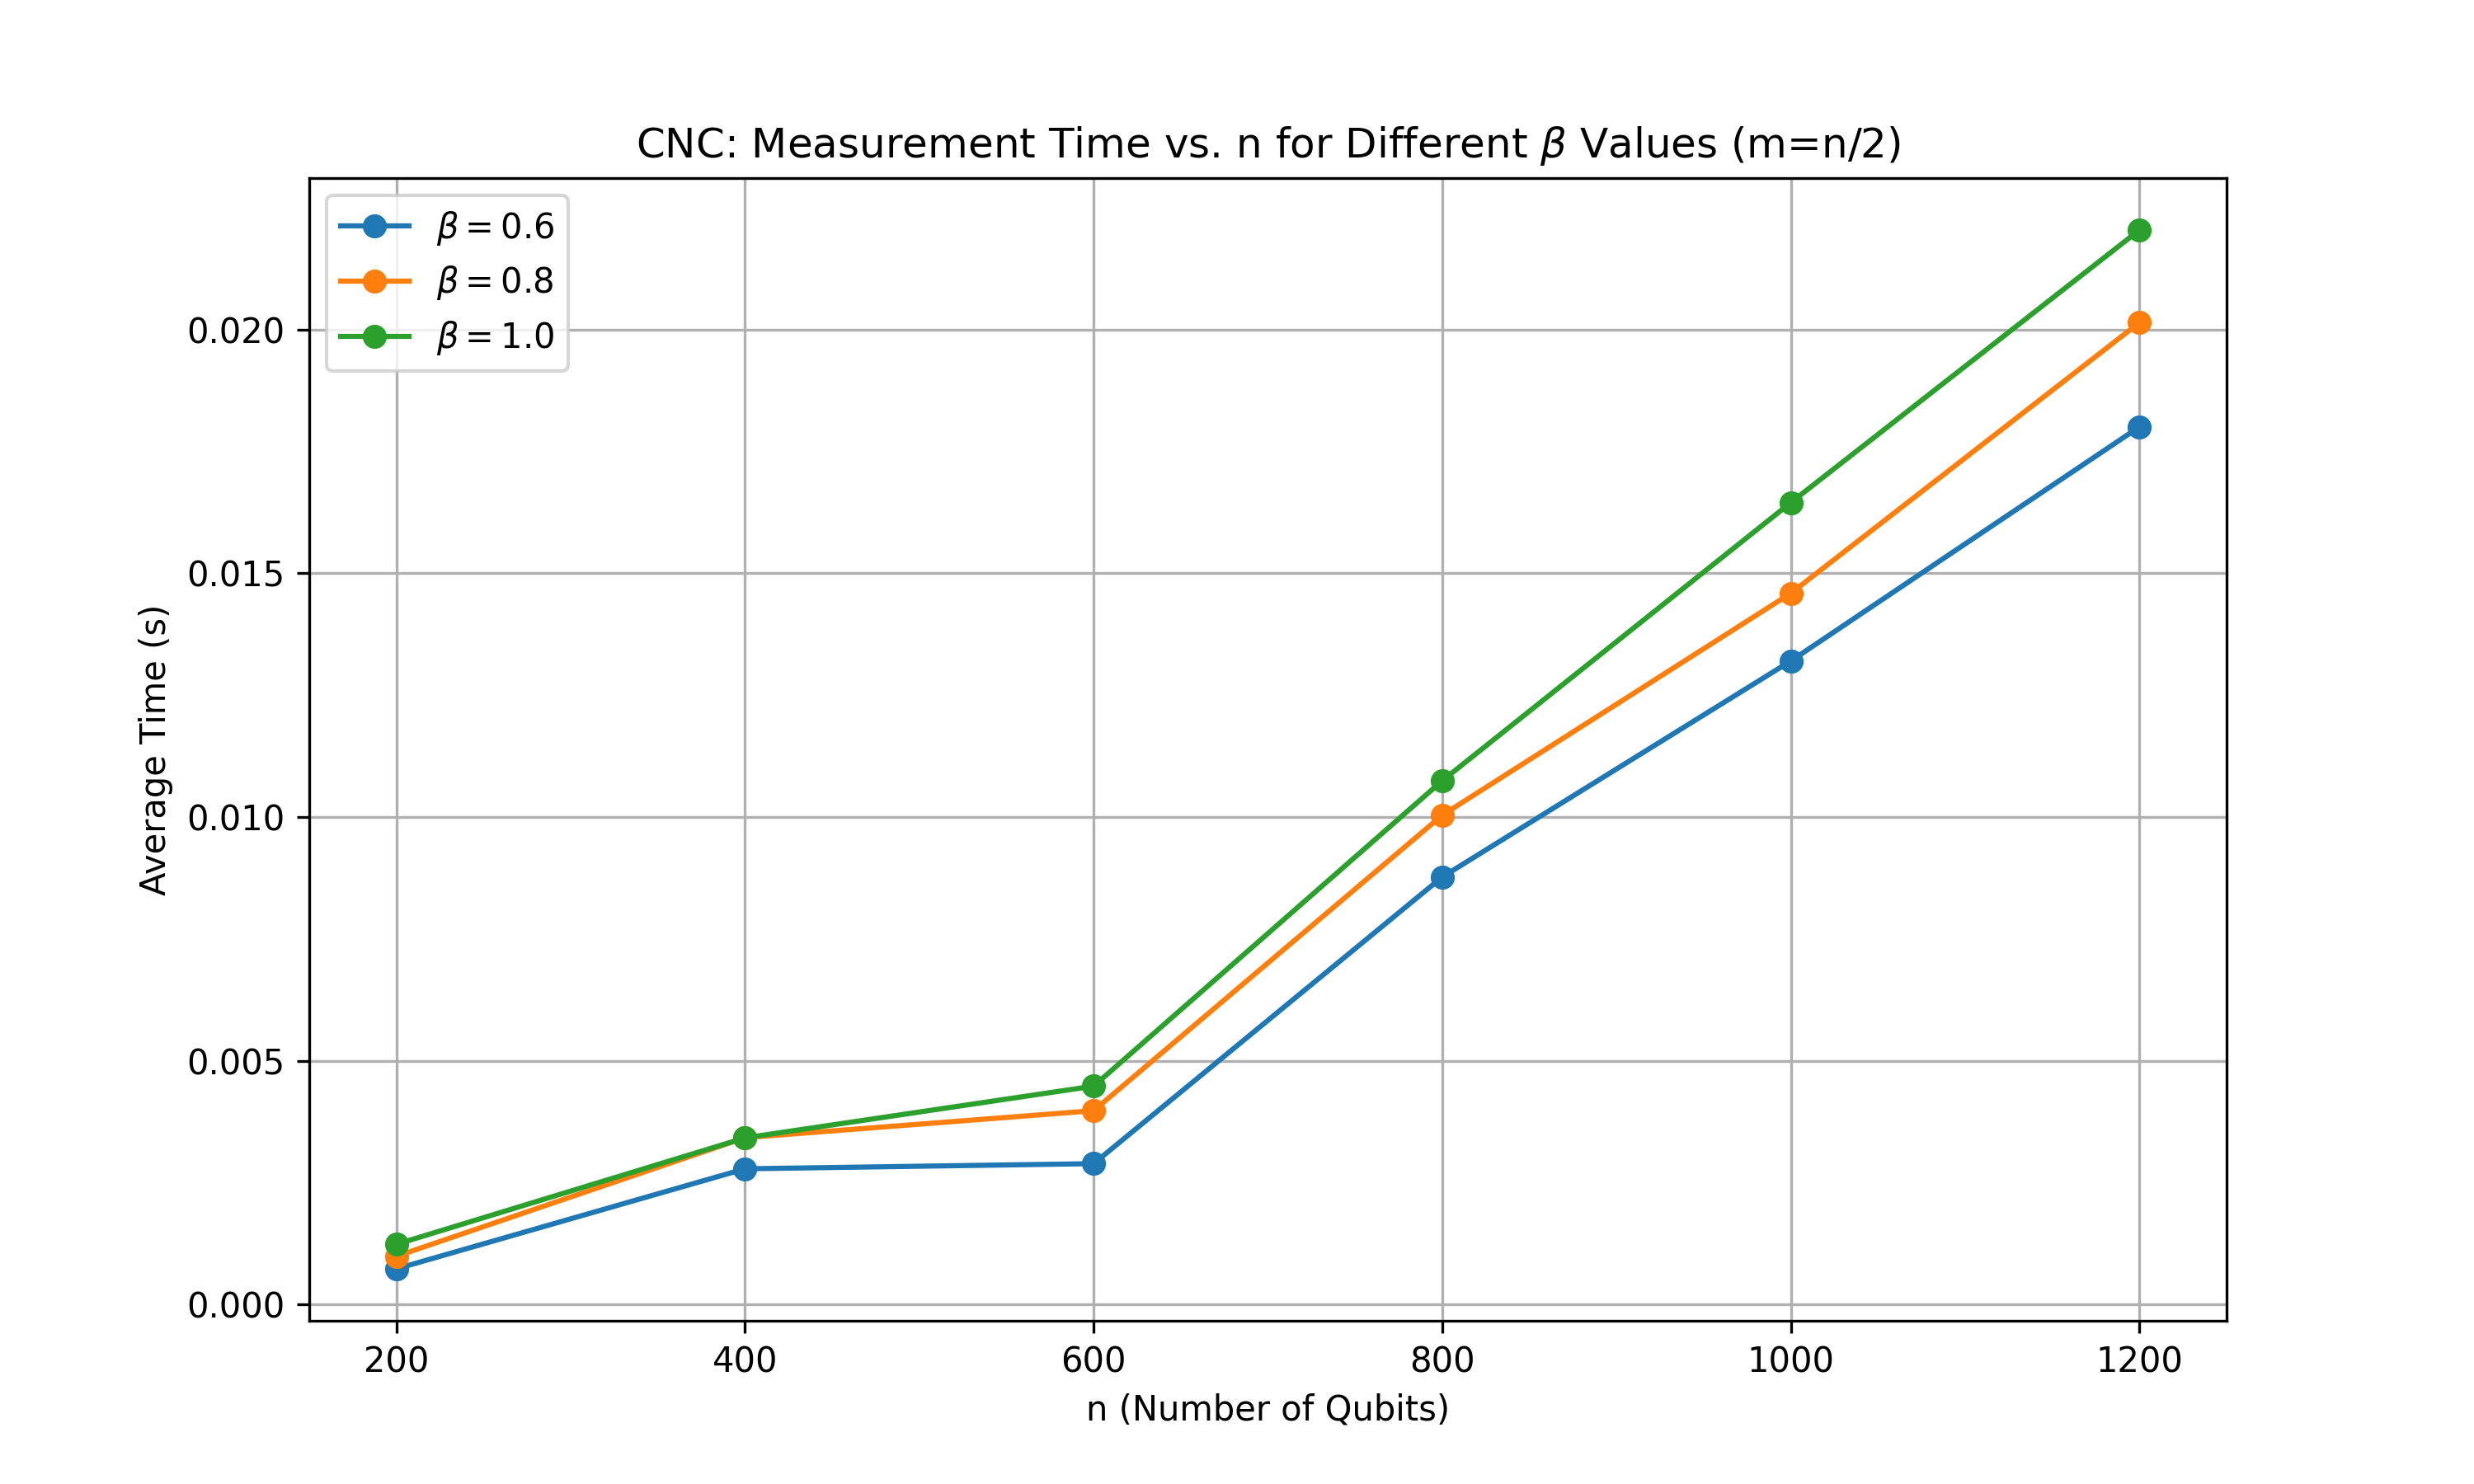 CNC: Measurement Time vs. n for Different β Values (m=n/2)
β = 0.6
β = 0.8
β = 1.0
Average Time (s)
0.020
0.015
0.010
0.005
0.000
200 400 600 800 1000 1200
n (Number of Qubits)